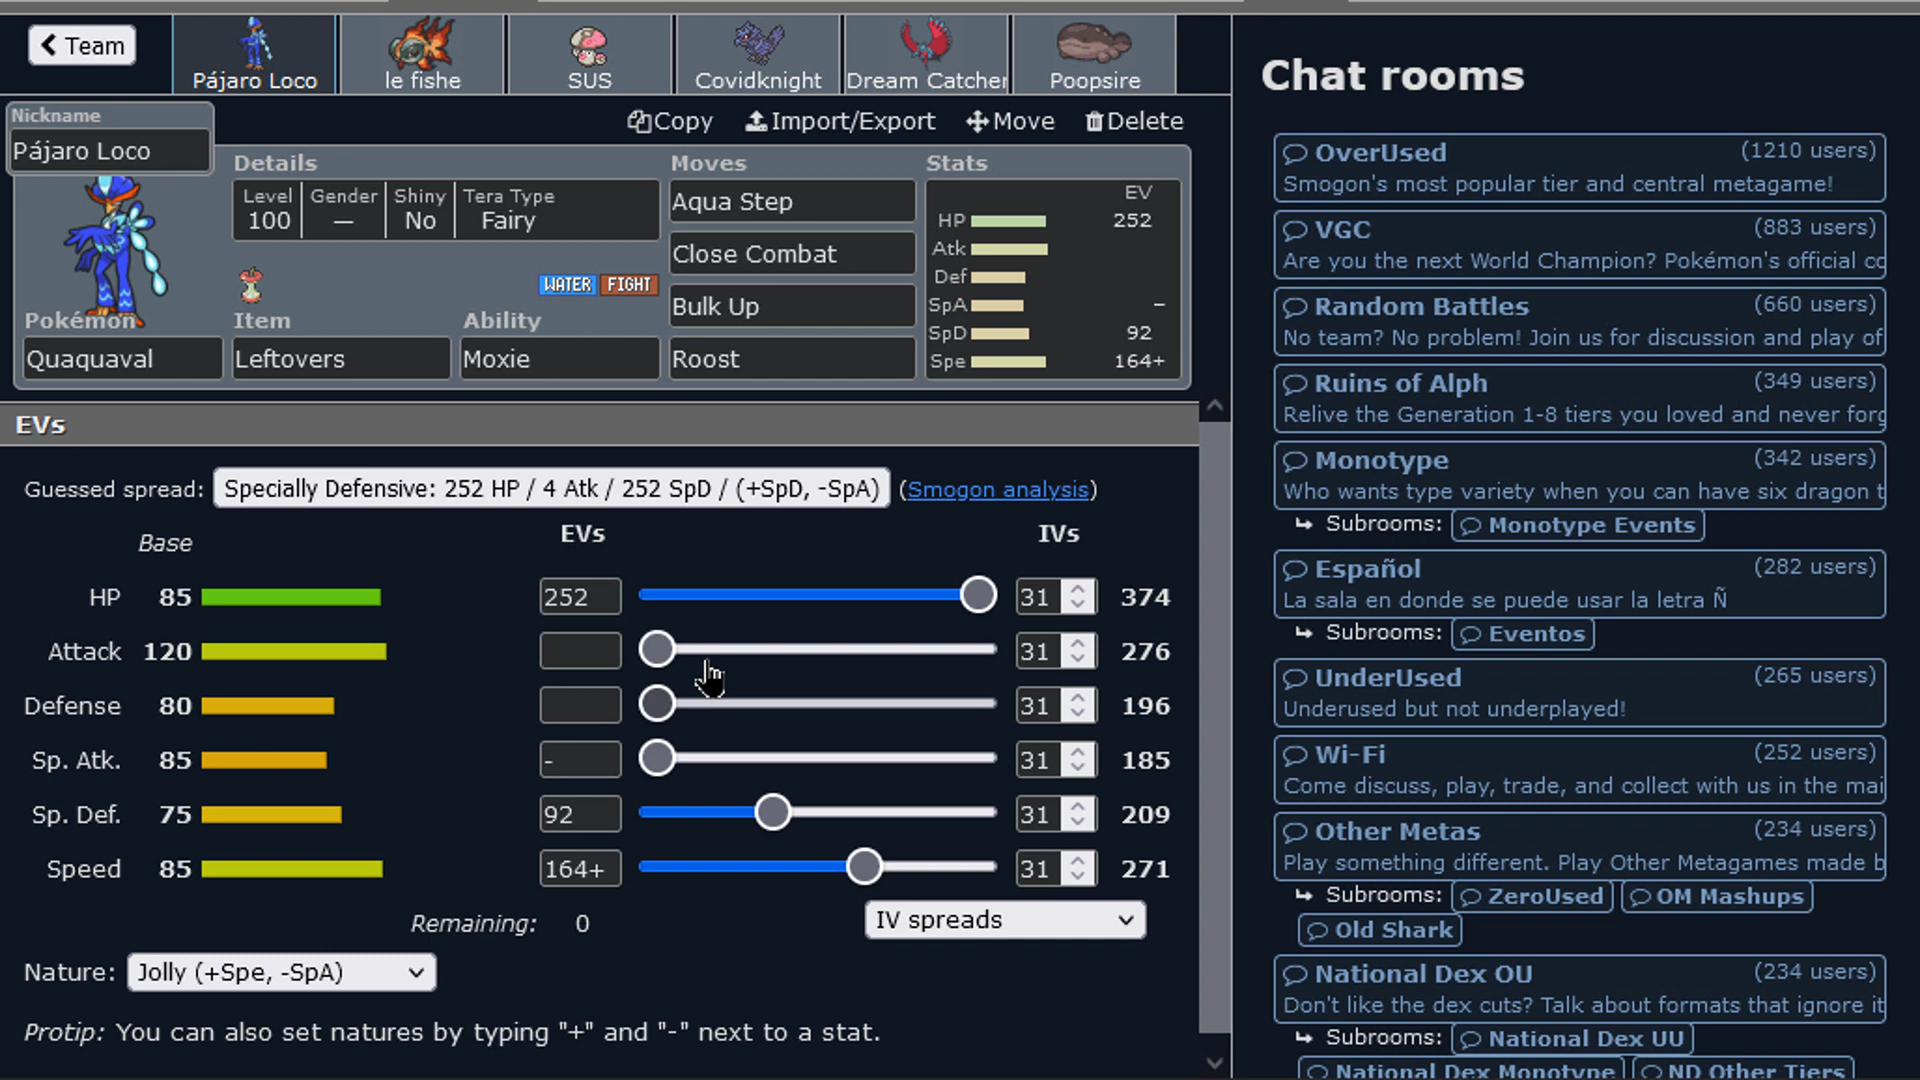 Team
Pájaro Loco
le fishe
SUS
Covidknight
Dream Catcher
Poopsire
Nickname
Pájaro Loco
Copy
Import/Export
Move
Delete
Details
Level
100
Gender
—
Shiny
No
Tera Type
Fairy
WATER
FIGHT
Pokémon
Quaquaval
Item
Leftovers
Ability
Moxie
Moves
Aqua Step
Close Combat
Bulk Up
Roost
Stats
EV
HP 252
Atk
Def
SpA –
SpD 92
Spe 164+
EVs
Guessed spread: Specially Defensive: 252 HP / 4 Atk / 252 SpD / (+SpD, -SpA) (Smogon analysis)
Base EVs IVs
HP 85 252 31 374
Attack 120 31 276
Defense 80 31 196
Sp. Atk. 85 - 31 185
Sp. Def. 75 92 31 209
Speed 85 164+ 31 271
Remaining: 0
IV spreads
Nature: Jolly (+Spe, -SpA)
Protip: You can also set natures by typing "+" and "-" next to a stat.
Chat rooms
OverUsed (1210 users)
Smogon's most popular tier and central metagame!
VGC (883 users)
Are you the next World Champion? Pokémon's official co
Random Battles (660 users)
No team? No problem! Join us for discussion and play of
Ruins of Alph (349 users)
Relive the Generation 1-8 tiers you loved and never forg
Monotype (342 users)
Who wants type variety when you can have six dragon t
Subrooms: Monotype Events
Español (282 users)
La sala en donde se puede usar la letra Ñ
Subrooms: Eventos
UnderUsed (265 users)
Underused but not underplayed!
Wi-Fi (252 users)
Come discuss, play, trade, and collect with us in the mai
Other Metas (234 users)
Play something different. Play Other Metagames made b
Subrooms: ZeroUsed OM Mashups
Old Shark
National Dex OU (234 users)
Don't like the dex cuts? Talk about formats that ignore it
Subrooms: National Dex UU
National Dex Monotype ND Other Tiers